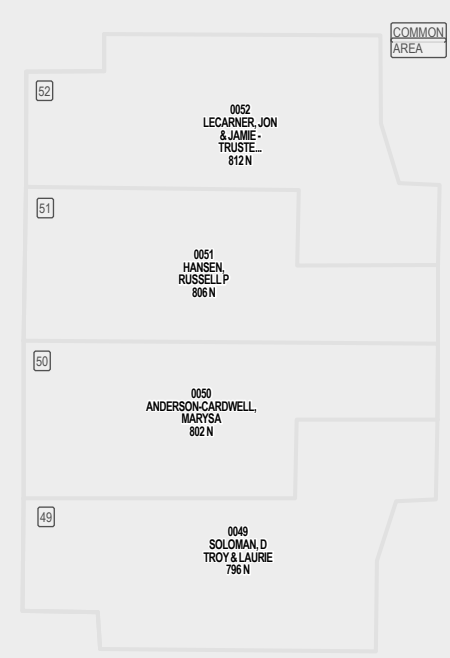 COMMON
AREA
52
0052
LECARNER, JON
& JAMIE -
TRUSTE...
812 N
51
0051
HANSEN,
RUSSELL P
806 N
50
0050
ANDERSON-CARDWELL,
MARYSA
802 N
49
0049
SOLOMAN, D
TROY & LAURIE
796 N